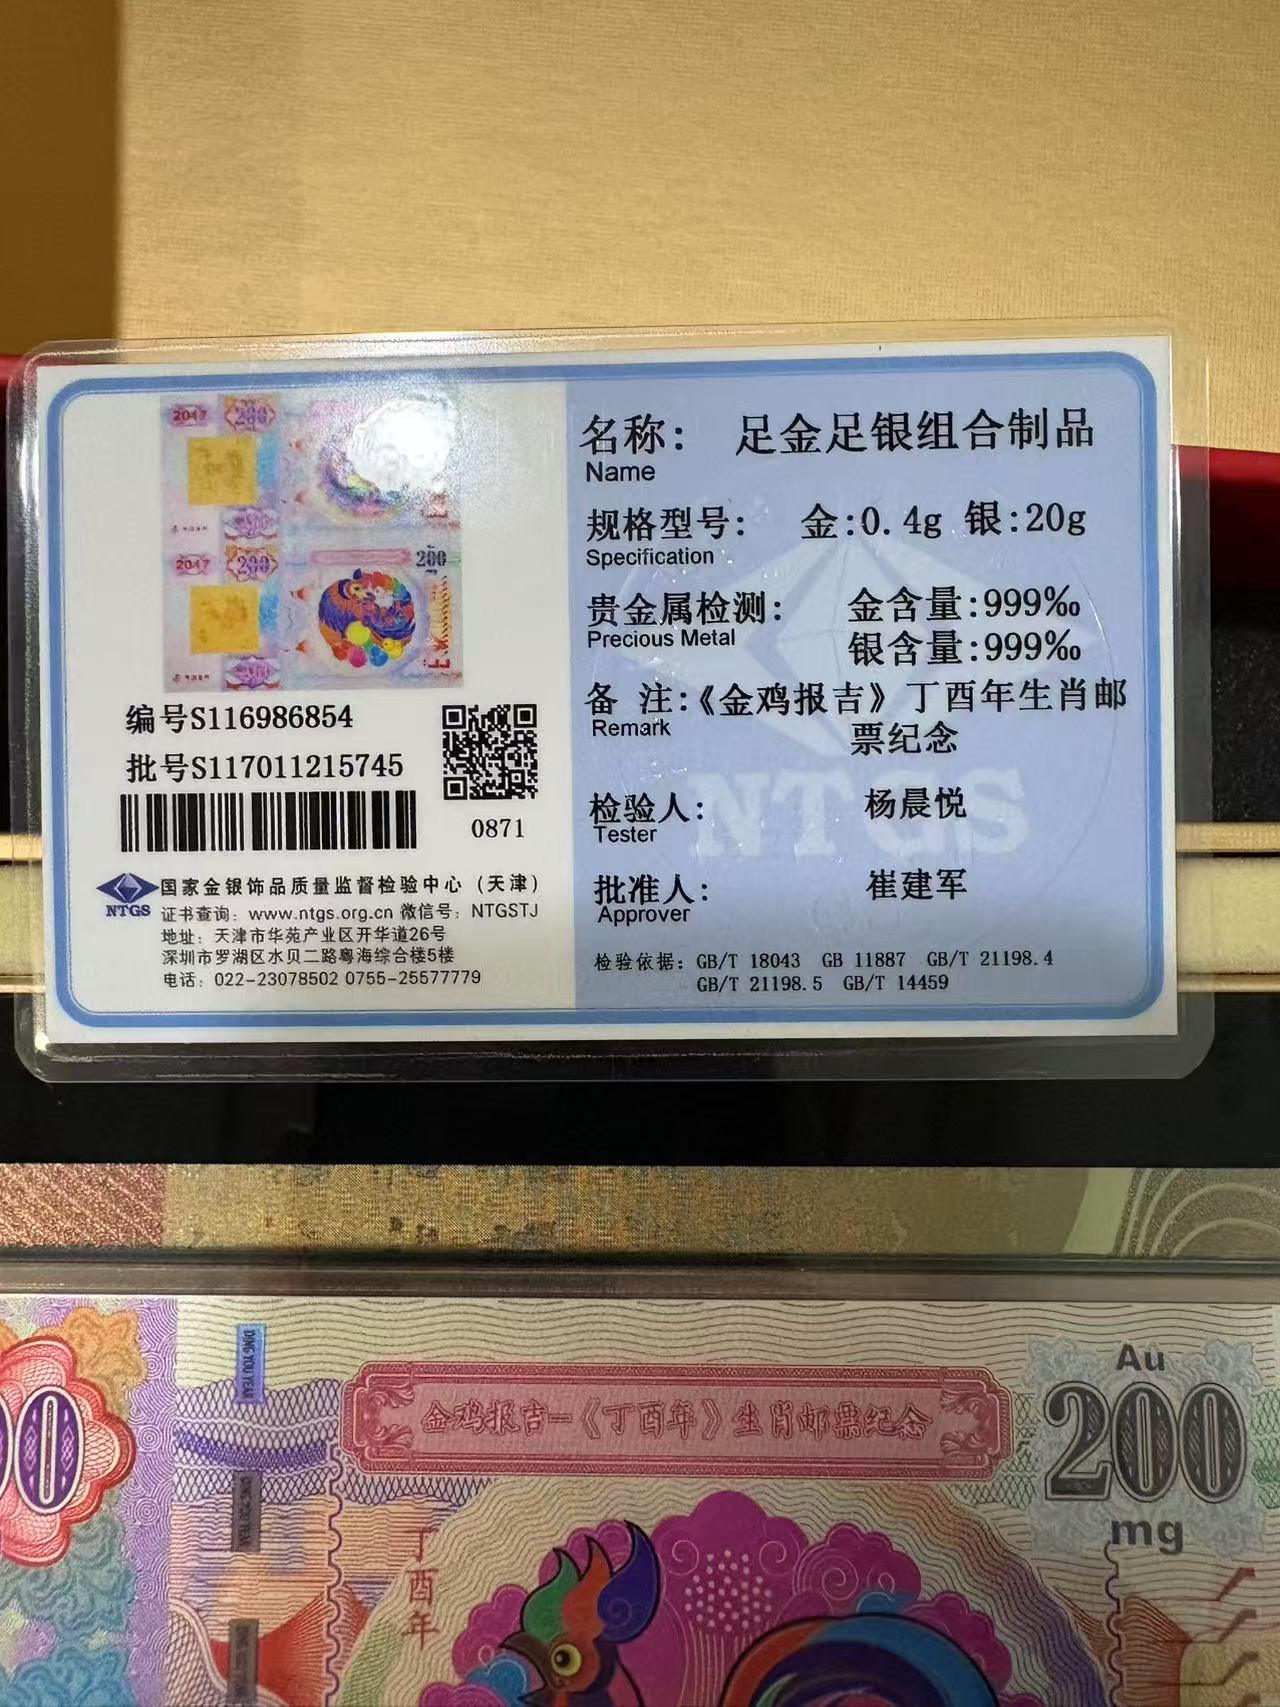 2017
200
2017
200
200
编号S116986854
批号S117011215745
0871
NTGS
国家金银饰品质量监督检验中心（天津）
证书查询：www.ntgs.org.cn 微信号：NTGSTJ
地址：天津市华苑产业区开华道26号
深圳市罗湖区水贝二路粤海综合楼5楼
电话：022-23078502 0755-25577779
名称： 足金足银组合制品
Name
规格型号： 金:0.4g 银:20g
Specification
贵金属检测： 金含量:999‰
Precious Metal
银含量:999‰
备 注:《金鸡报吉》丁酉年生肖邮
Remark
票纪念
NTGS
检验人: 杨晨悦
Tester
批准人: 崔建军
Approver
检验依据: GB/T 18043 GB 11887 GB/T 21198.4
GB/T 21198.5 GB/T 14459
DING YOU YEAR
金鸡报吉—《丁酉年》生肖邮票纪念
Au
200
mg
丁酉年